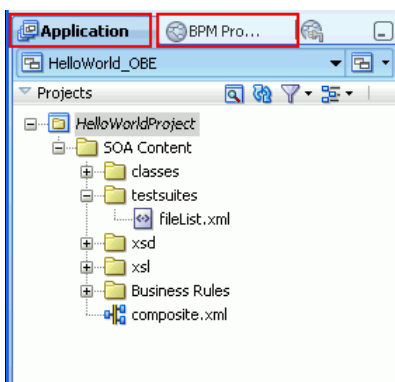 Application BPM Pro...
HelloWorld_OBE
Projects
HelloWorldProject
SOA Content
classes
testsuites
fileList.xml
xsd
xsl
Business Rules
composite.xml